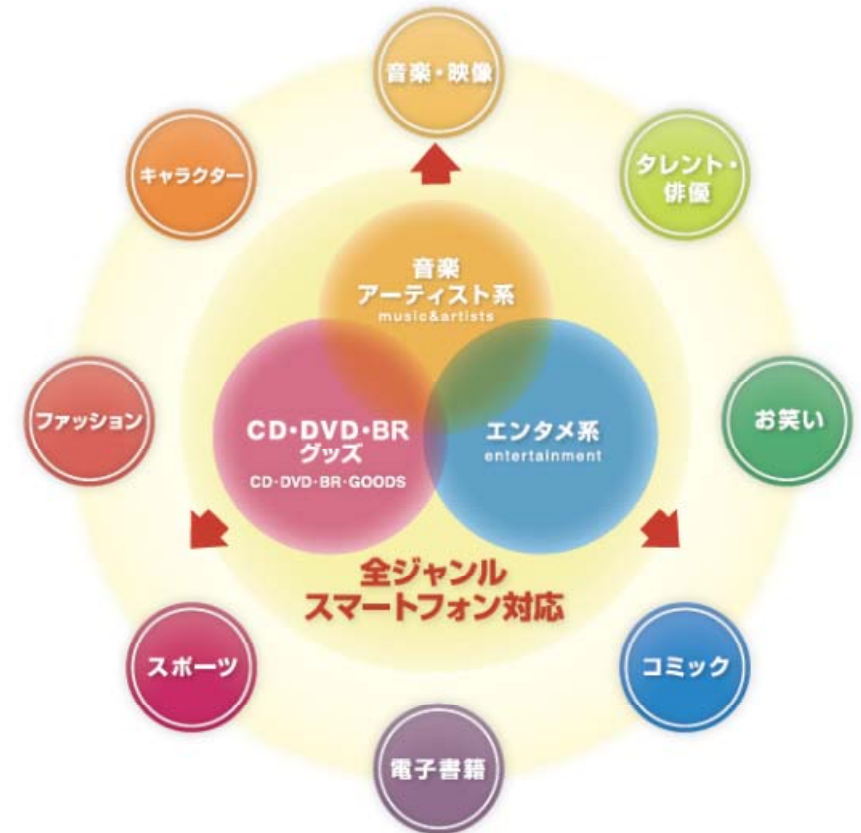 音楽・映像
キャラクター
タレント・
俳優
音楽
アーティスト系
music&artists
ファッション
CD・DVD・BR
グッズ
CD・DVD・BR・GOODS
エンタメ系
entertainment
お笑い
全ジャンル
スマートフォン対応
スポーツ
コミック
電子書籍